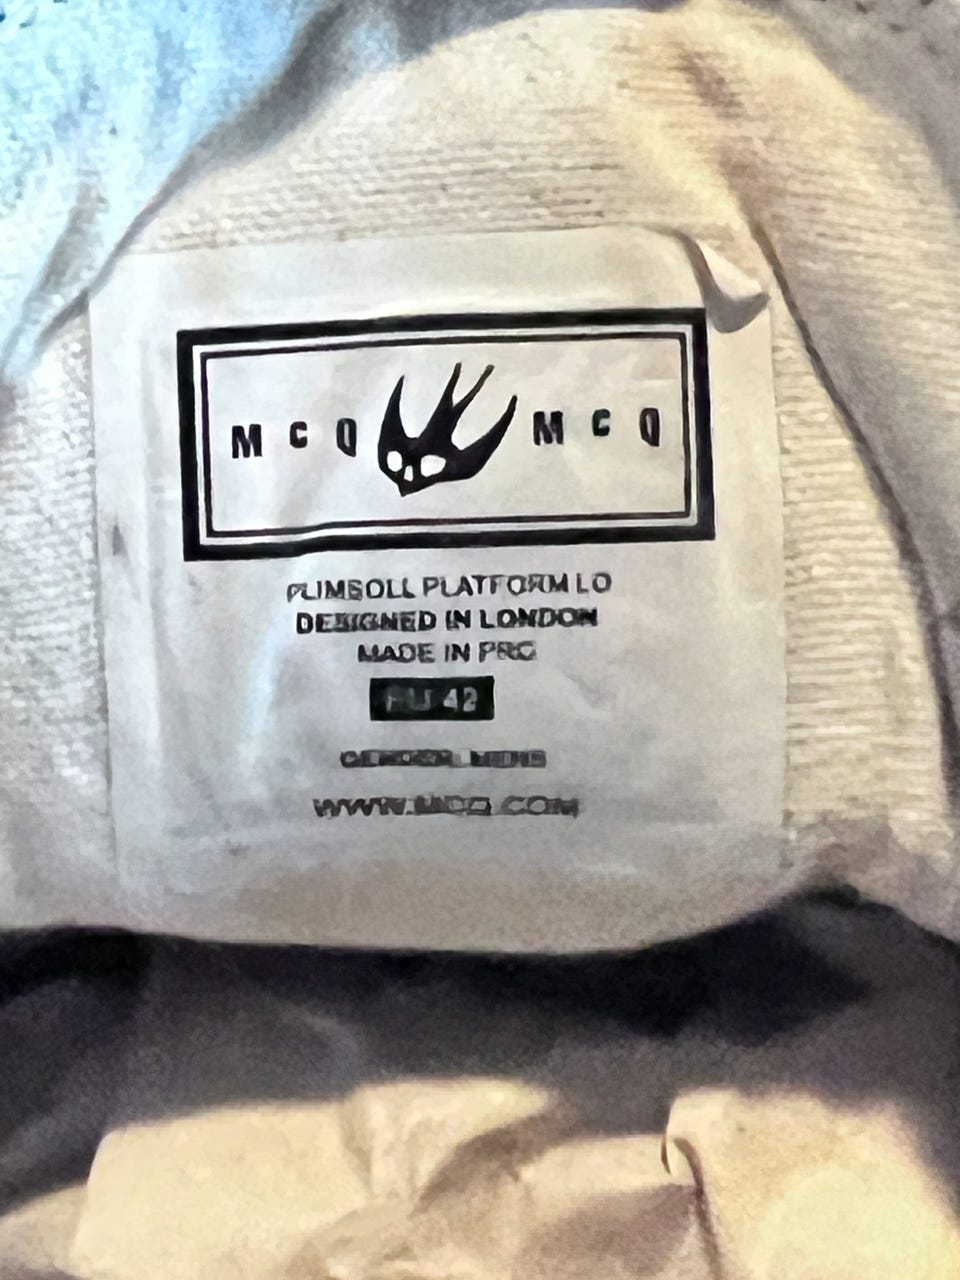 MCQ MCQ
PLIMSOLL PLATFORM LO
DESIGNED IN LONDON
MADE IN PRC
EU 42
WWW.MCQ.COM